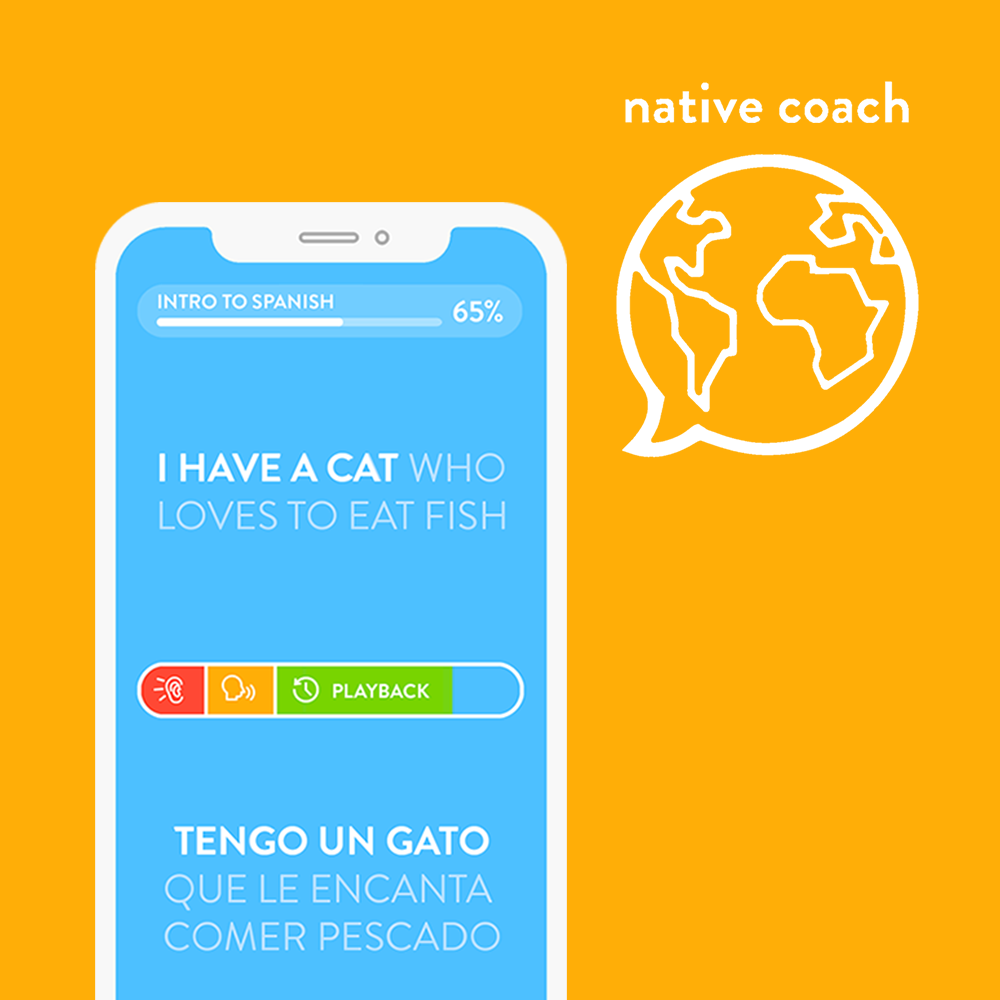 native coach
INTRO TO SPANISH
65%
I HAVE A CAT WHO
LOVES TO EAT FISH
PLAYBACK
TENGO UN GATO
QUE LE ENCANTA
COMER PESCADO